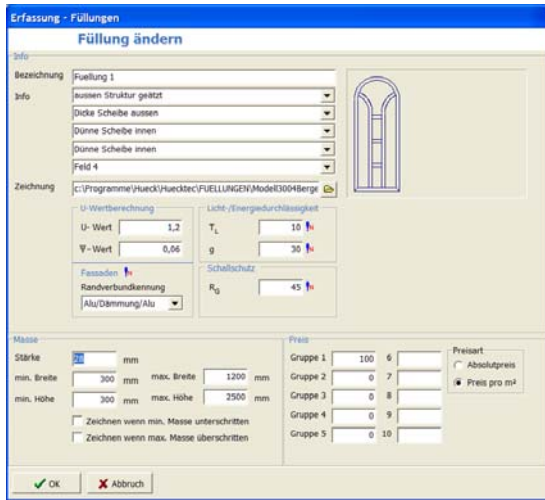 Erfassung - Füllungen
Füllung ändern
Info
Bezeichnung Fuellung 1
Info aussen Struktur geätzt
Dicke Scheibe aussen
Dünne Scheibe innen
Dünne Scheibe innen
Feld 4
Zeichnung c:\Programme\Hueck\Huecktec\FUELLUNGEN\Modell3004Berge
U-Wertberechnung Licht-/Energiedurchlässigkeit
U- Wert 1,2 TL 10
Ψ- Wert 0,06 g 30
Fassaden Schallschutz
Randverbundkennung RG 45
Alu/Dämmung/Alu
Masse Preis
Stärke 28 mm Gruppe 1 100 6 Preisart
min. Breite 300 mm max. Breite 1200 mm Gruppe 2 0 7 Absolutpreis
min. Höhe 300 mm max. Höhe 2500 mm Gruppe 3 0 8 Preis pro m²
Zeichnen wenn min. Masse unterschritten Gruppe 4 0 9
Zeichnen wenn max. Masse überschritten Gruppe 5 0 10
OK Abbruch